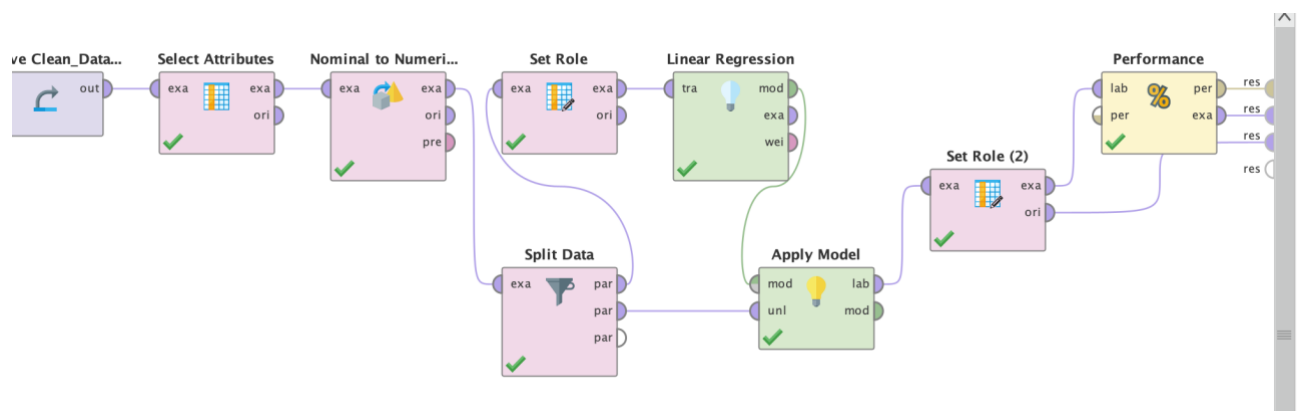 ve Clean_Data...
out
Select Attributes
exa exa
ori
Nominal to Numeri...
exa exa
ori
pre
Set Role
exa exa
ori
Linear Regression
tra mod
exa
wei
Performance
lab per
per exa
%
res
res
res
res
Set Role (2)
exa exa
ori
Split Data
exa par
par
par
Apply Model
mod lab
unl mod